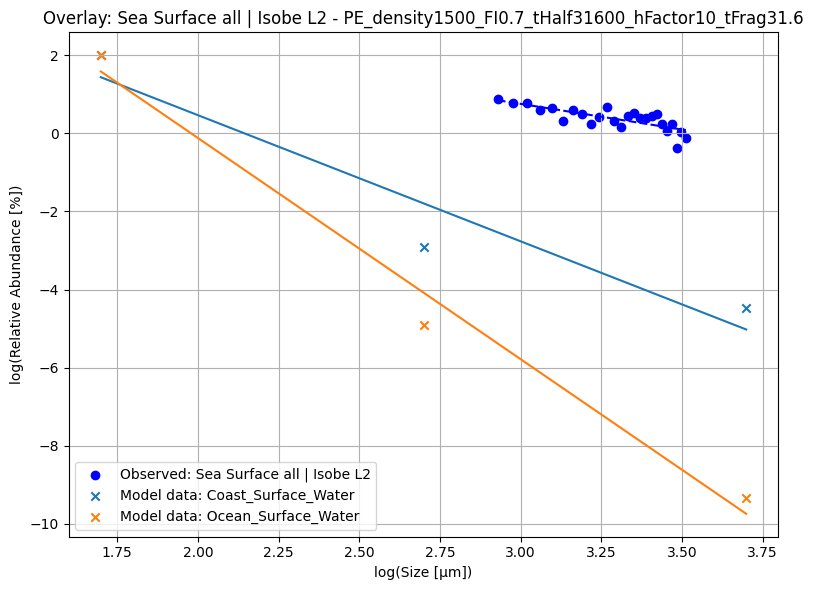 Overlay: Sea Surface all | Isobe L2 - PE_density1500_FI0.7_tHalf31600_hFactor10_tFrag31.6
log(Relative Abundance [%])
2
0
−2
−4
−6
−8
−10
Observed: Sea Surface all | Isobe L2
Model data: Coast_Surface_Water
Model data: Ocean_Surface_Water
1.75 2.00 2.25 2.50 2.75 3.00 3.25 3.50 3.75
log(Size [μm])